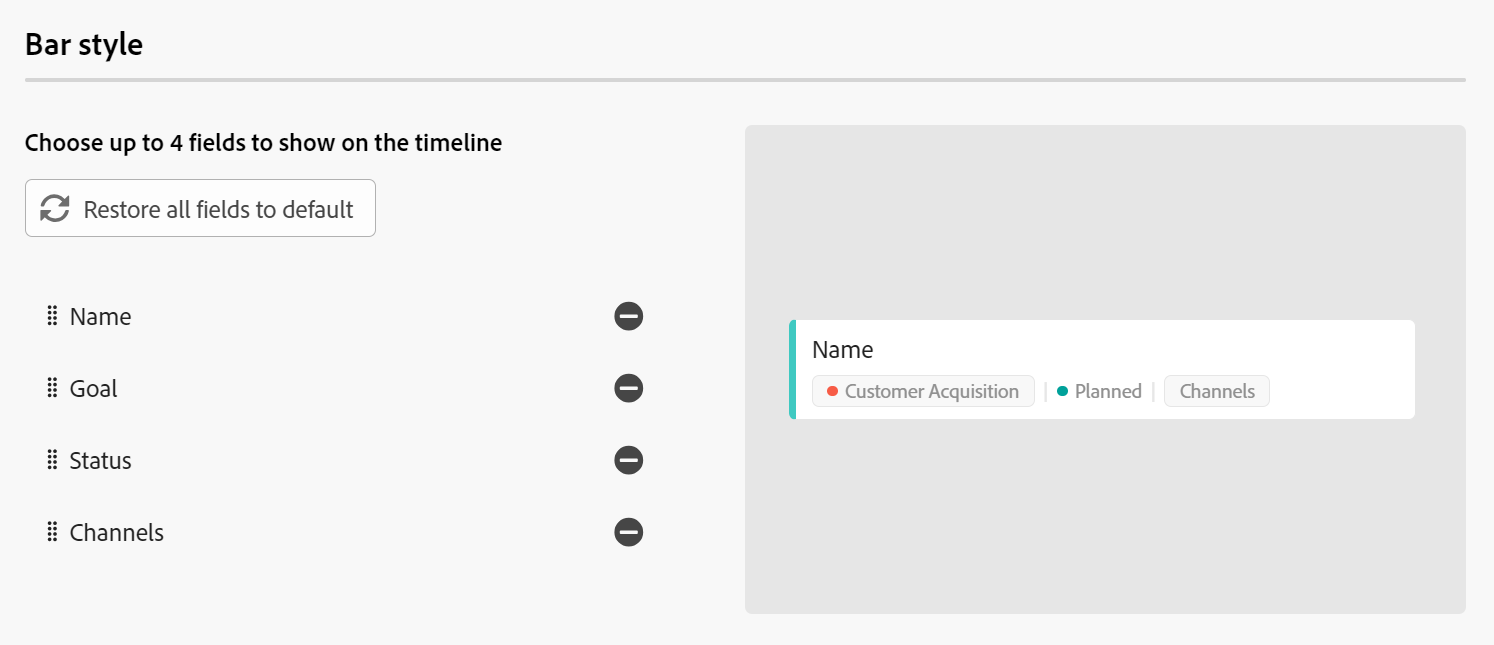 Bar style
Choose up to 4 fields to show on the timeline
Restore all fields to default
Name
Goal
Status
Channels
Name
Customer Acquisition | Planned | Channels